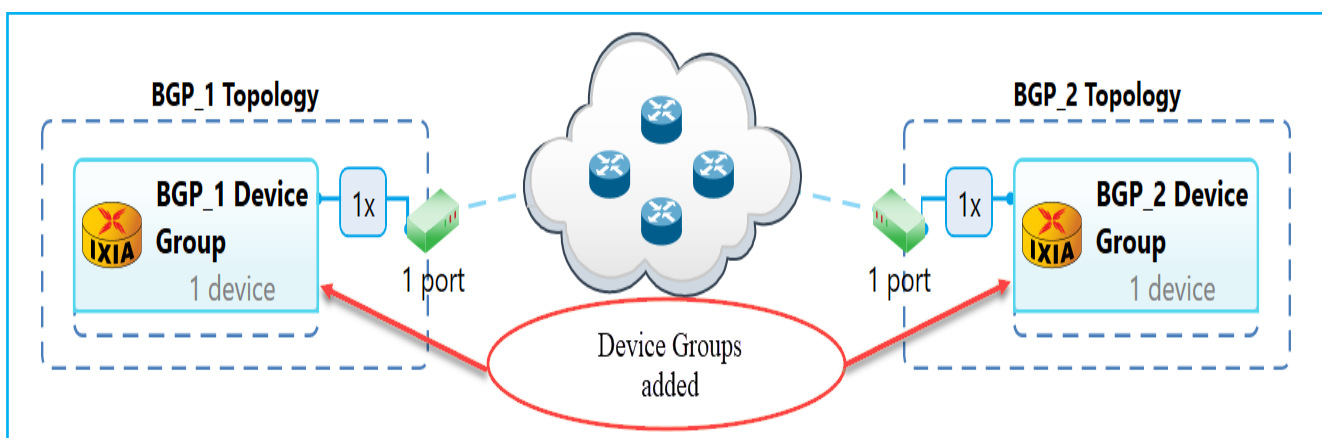 BGP_1 Topology
BGP_2 Topology
BGP_1 Device
Group
1 device
IXIA
1x
1 port
1 port
1x
BGP_2 Device
Group
1 device
IXIA
Device Groups
added